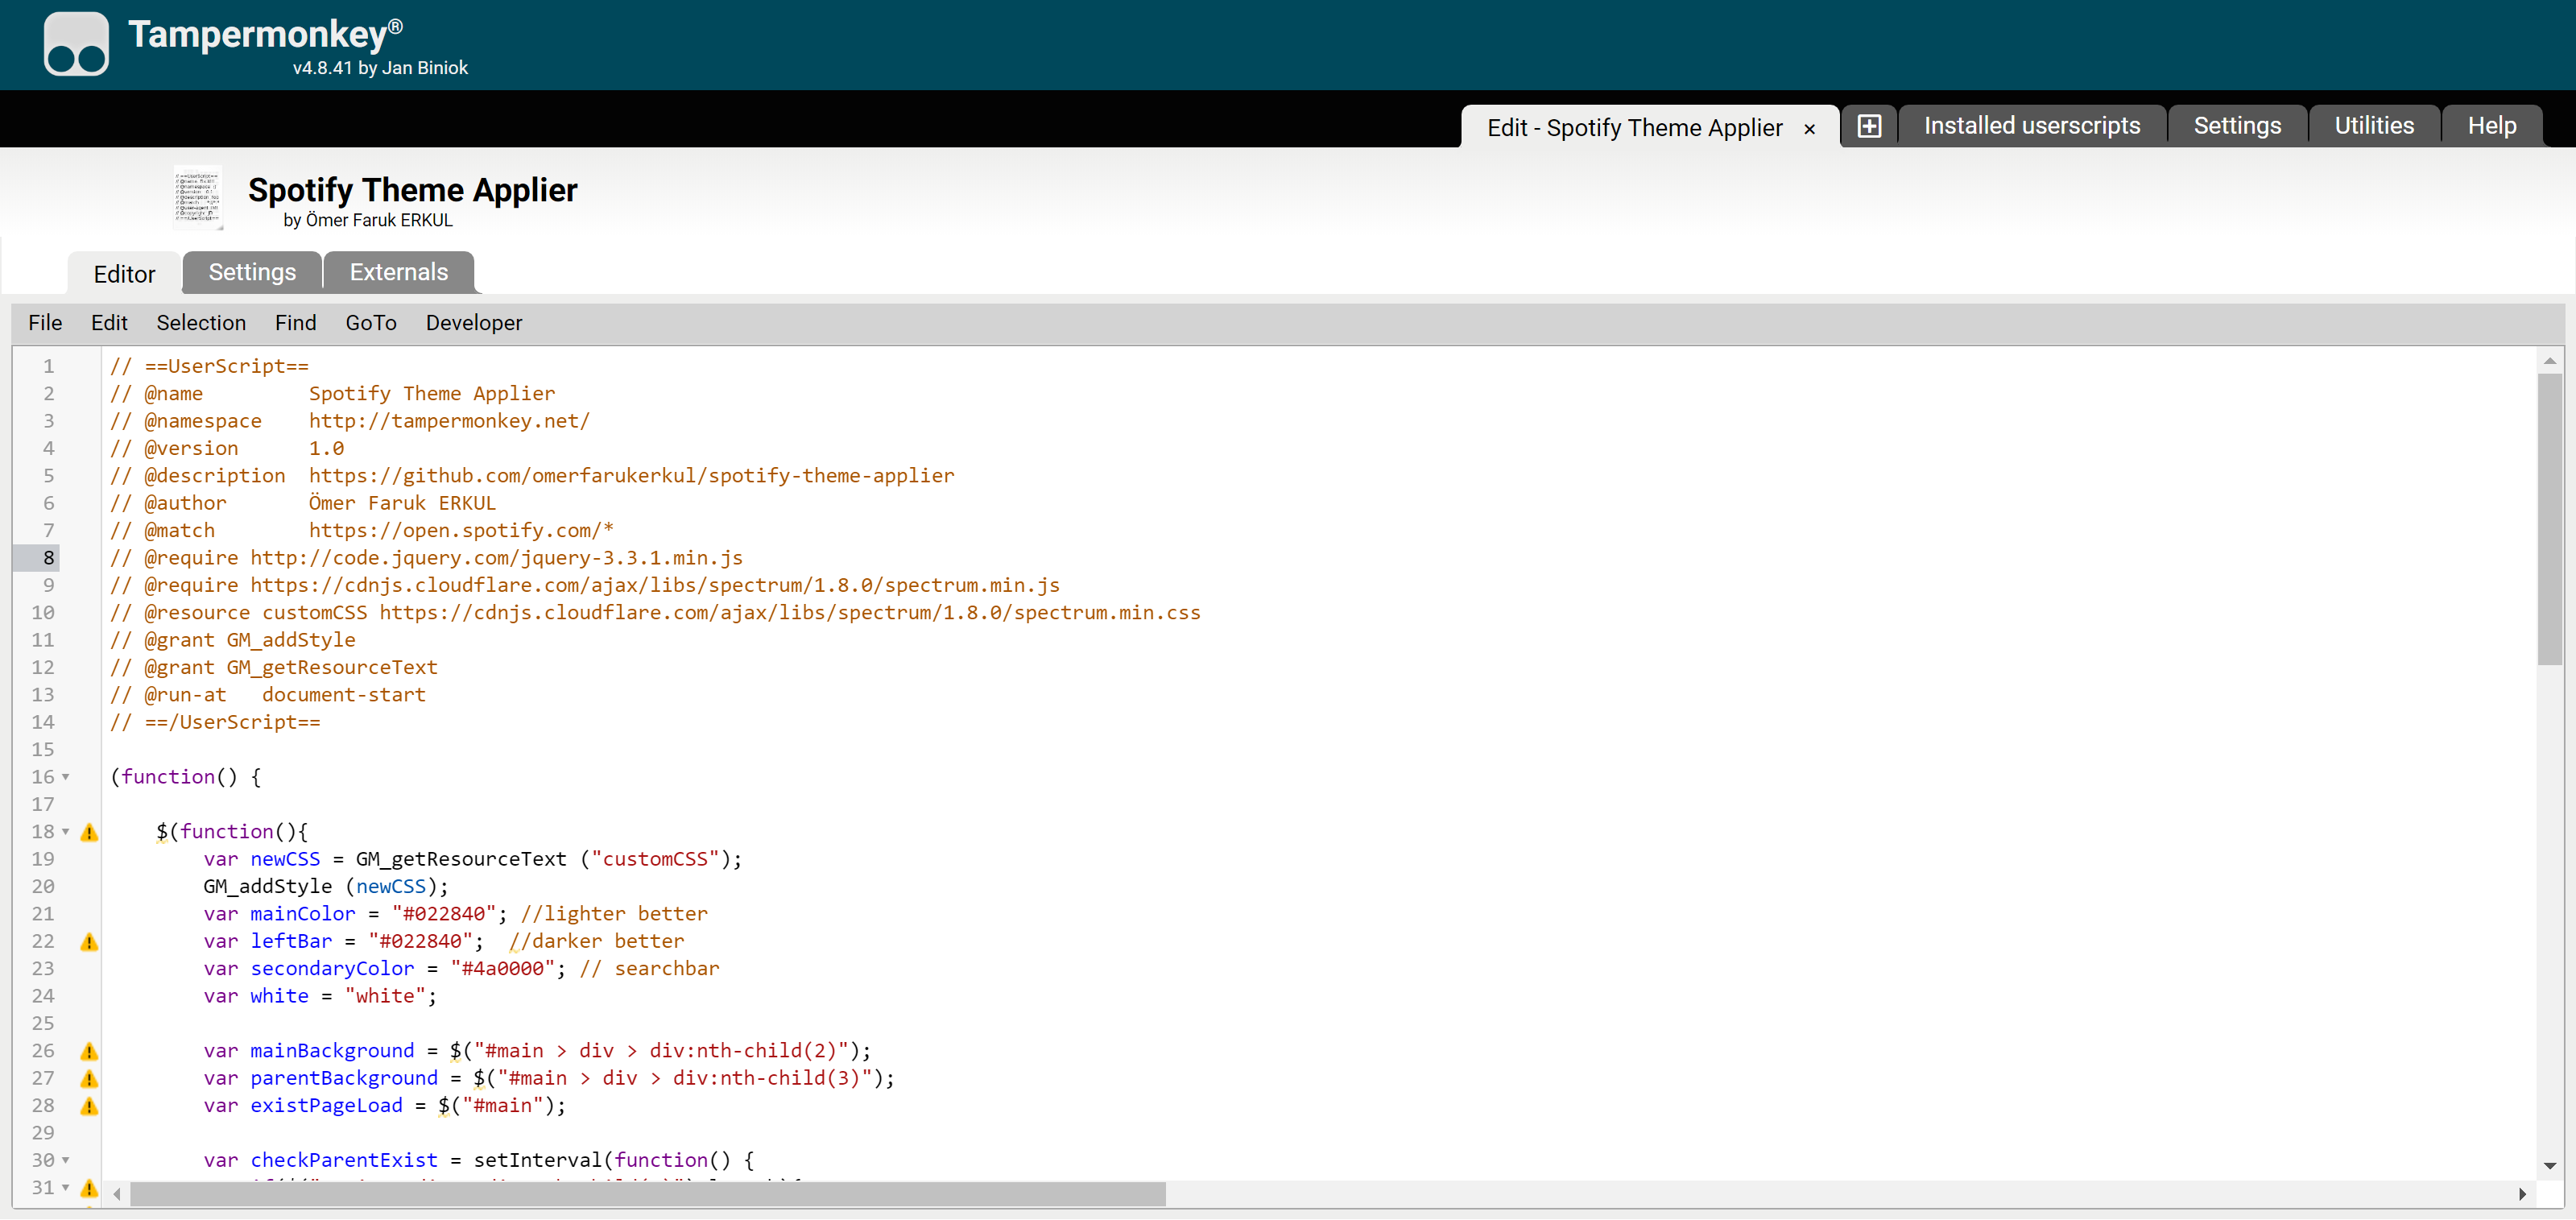 Tampermonkey®
v4.8.41 by Jan Biniok
Edit - Spotify Theme Applier ×
Installed userscripts
Settings
Utilities
Help
Spotify Theme Applier
by Ömer Faruk ERKUL
Editor
Settings
Externals
File Edit Selection Find GoTo Developer
1 // ==UserScript==
2 // @name         Spotify Theme Applier
3 // @namespace    http://tampermonkey.net/
4 // @version      1.0
5 // @description  https://github.com/omerfarukerkul/spotify-theme-applier
6 // @author       Ömer Faruk ERKUL
7 // @match        https://open.spotify.com/*
8 // @require http://code.jquery.com/jquery-3.3.1.min.js
9 // @require https://cdnjs.cloudflare.com/ajax/libs/spectrum/1.8.0/spectrum.min.js
10 // @resource customCSS https://cdnjs.cloudflare.com/ajax/libs/spectrum/1.8.0/spectrum.min.css
11 // @grant GM_addStyle
12 // @grant GM_getResourceText
13 // @run-at   document-start
14 // ==/UserScript==
15
16 (function() {
17
18     $(function(){
19         var newCSS = GM_getResourceText ("customCSS");
20         GM_addStyle (newCSS);
21         var mainColor = "#022840"; //lighter better
22         var leftBar = "#022840";  //darker better
23         var secondaryColor = "#4a0000"; // searchbar
24         var white = "white";
25
26         var mainBackground = $("#main > div > div:nth-child(2)");
27         var parentBackground = $("#main > div > div:nth-child(3)");
28         var existPageLoad = $("#main");
29
30         var checkParentExist = setInterval(function() {
31